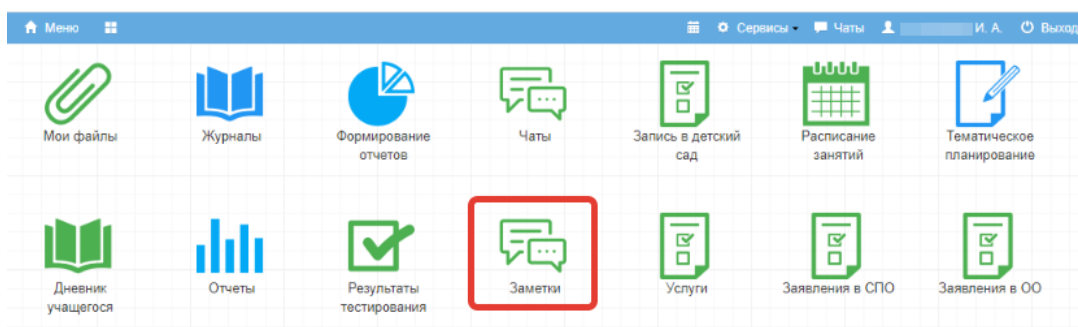 Меню
Сервисы Чаты И. А. Выход
Мои файлы
Журналы
Формирование
отчетов
Чаты
Запись в детский
сад
Расписание
занятий
Тематическое
планирование
Дневник
учащегося
Отчеты
Результаты
тестирования
Заметки
Услуги
Заявления в СПО
Заявления в ОО